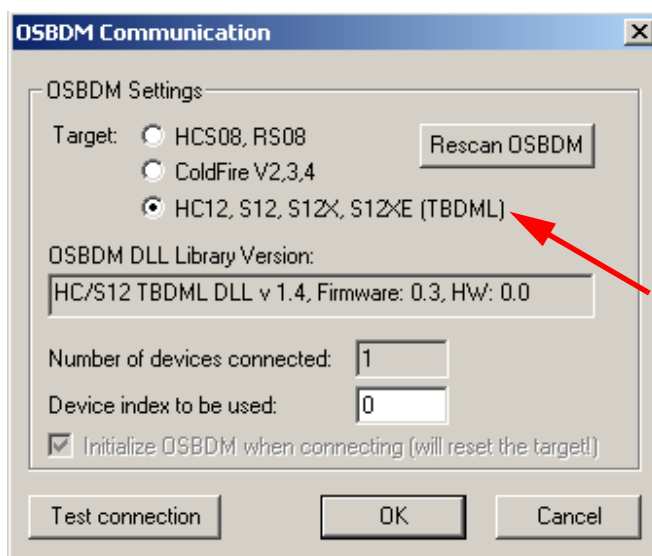 OSBDM Communication
OSBDM Settings
Target:
HCS08, RS08
Rescan OSBDM
ColdFire V2,3,4
HC12, S12, S12X, S12XE (TBDML)
OSBDM DLL Library Version:
HC/S12 TBDML DLL v 1.4, Firmware: 0.3, HW: 0.0
Number of devices connected: 1
Device index to be used: 0
Initialize OSBDM when connecting (will reset the target!)
Test connection
OK
Cancel